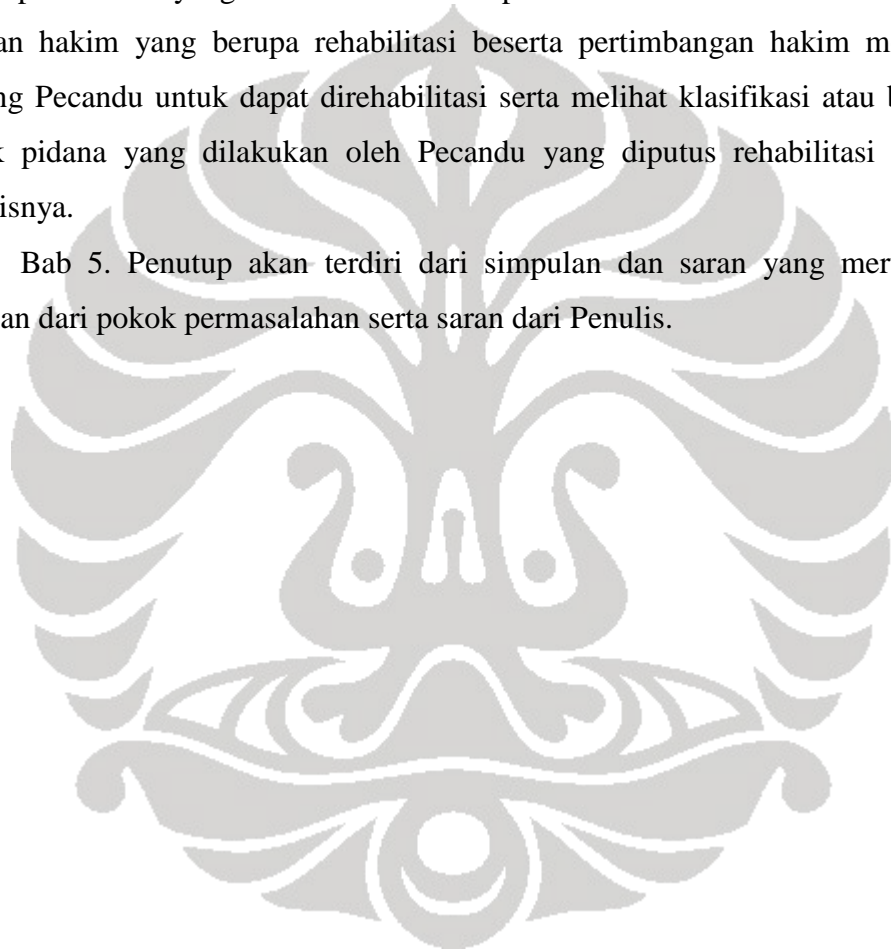 yang
hakim yang berupa rehabilitasi beserta pertimbangan hakim
Pecandu untuk dapat direhabilitasi serta melihat klasifikasi atau
pidana yang dilakukan oleh Pecandu yang diputus rehabilitasi
isnya.
Bab 5. Penutup akan terdiri dari simpulan dan saran yang mer
an dari pokok permasalahan serta saran dari Penulis.